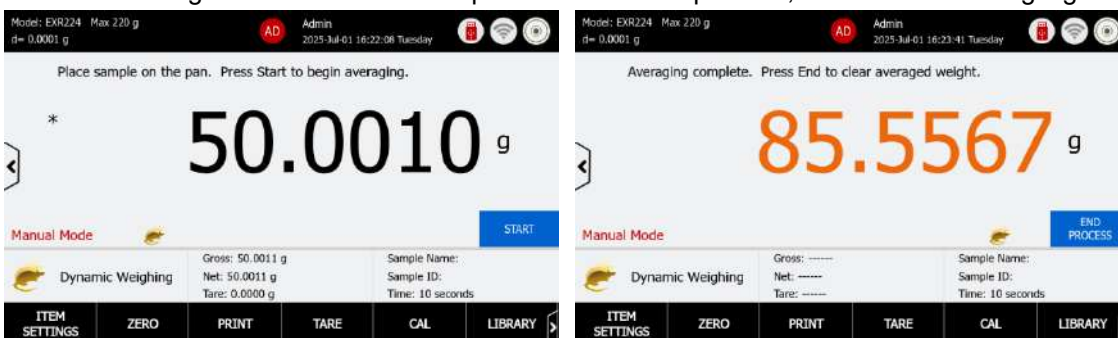 Model: EXR224 Max 220 g
d= 0.0001 g
AD
Admin
2025-Jul-01 16:22:08 Tuesday
Place sample on the pan. Press Start to begin averaging.
*
50.0010 g
START
Manual Mode
Dynamic Weighing
Gross: 50.0011 g
Net: 50.0011 g
Tare: 0.0000 g
Sample Name:
Sample ID:
Time: 10 seconds
ITEM SETTINGS ZERO PRINT TARE CAL LIBRARY
Model: EXR224 Max 220 g
d= 0.0001 g
AD
Admin
2025-Jul-01 16:23:41 Tuesday
Averaging complete. Press End to clear averaged weight.
85.5567 g
END
PROCESS
Manual Mode
Dynamic Weighing
Gross: ------
Net: ------
Tare: ------
Sample Name:
Sample ID:
Time: 10 seconds
ITEM SETTINGS ZERO PRINT TARE CAL LIBRARY